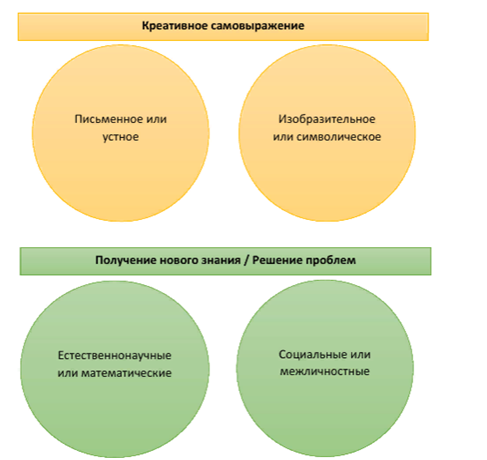 Креативное самовыражение
Письменное или
устное
Изобразительное
или символическое
Получение нового знания / Решение проблем
Естественнонаучные
или математические
Социальные или
межличностные